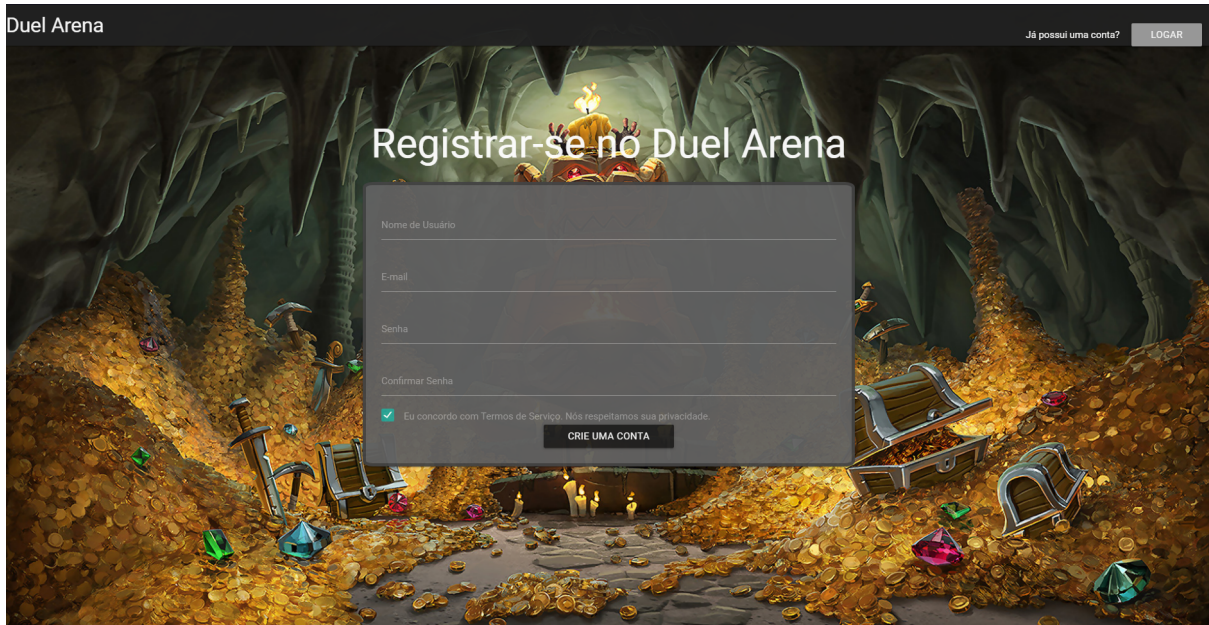 Duel Arena
Já possui uma conta?
LOGAR
Registrar-se no Duel Arena
Nome de Usuário
E-mail
Senha
Confirmar Senha
Eu concordo com Termos de Serviço. Nós respeitamos sua privacidade.
CRIE UMA CONTA